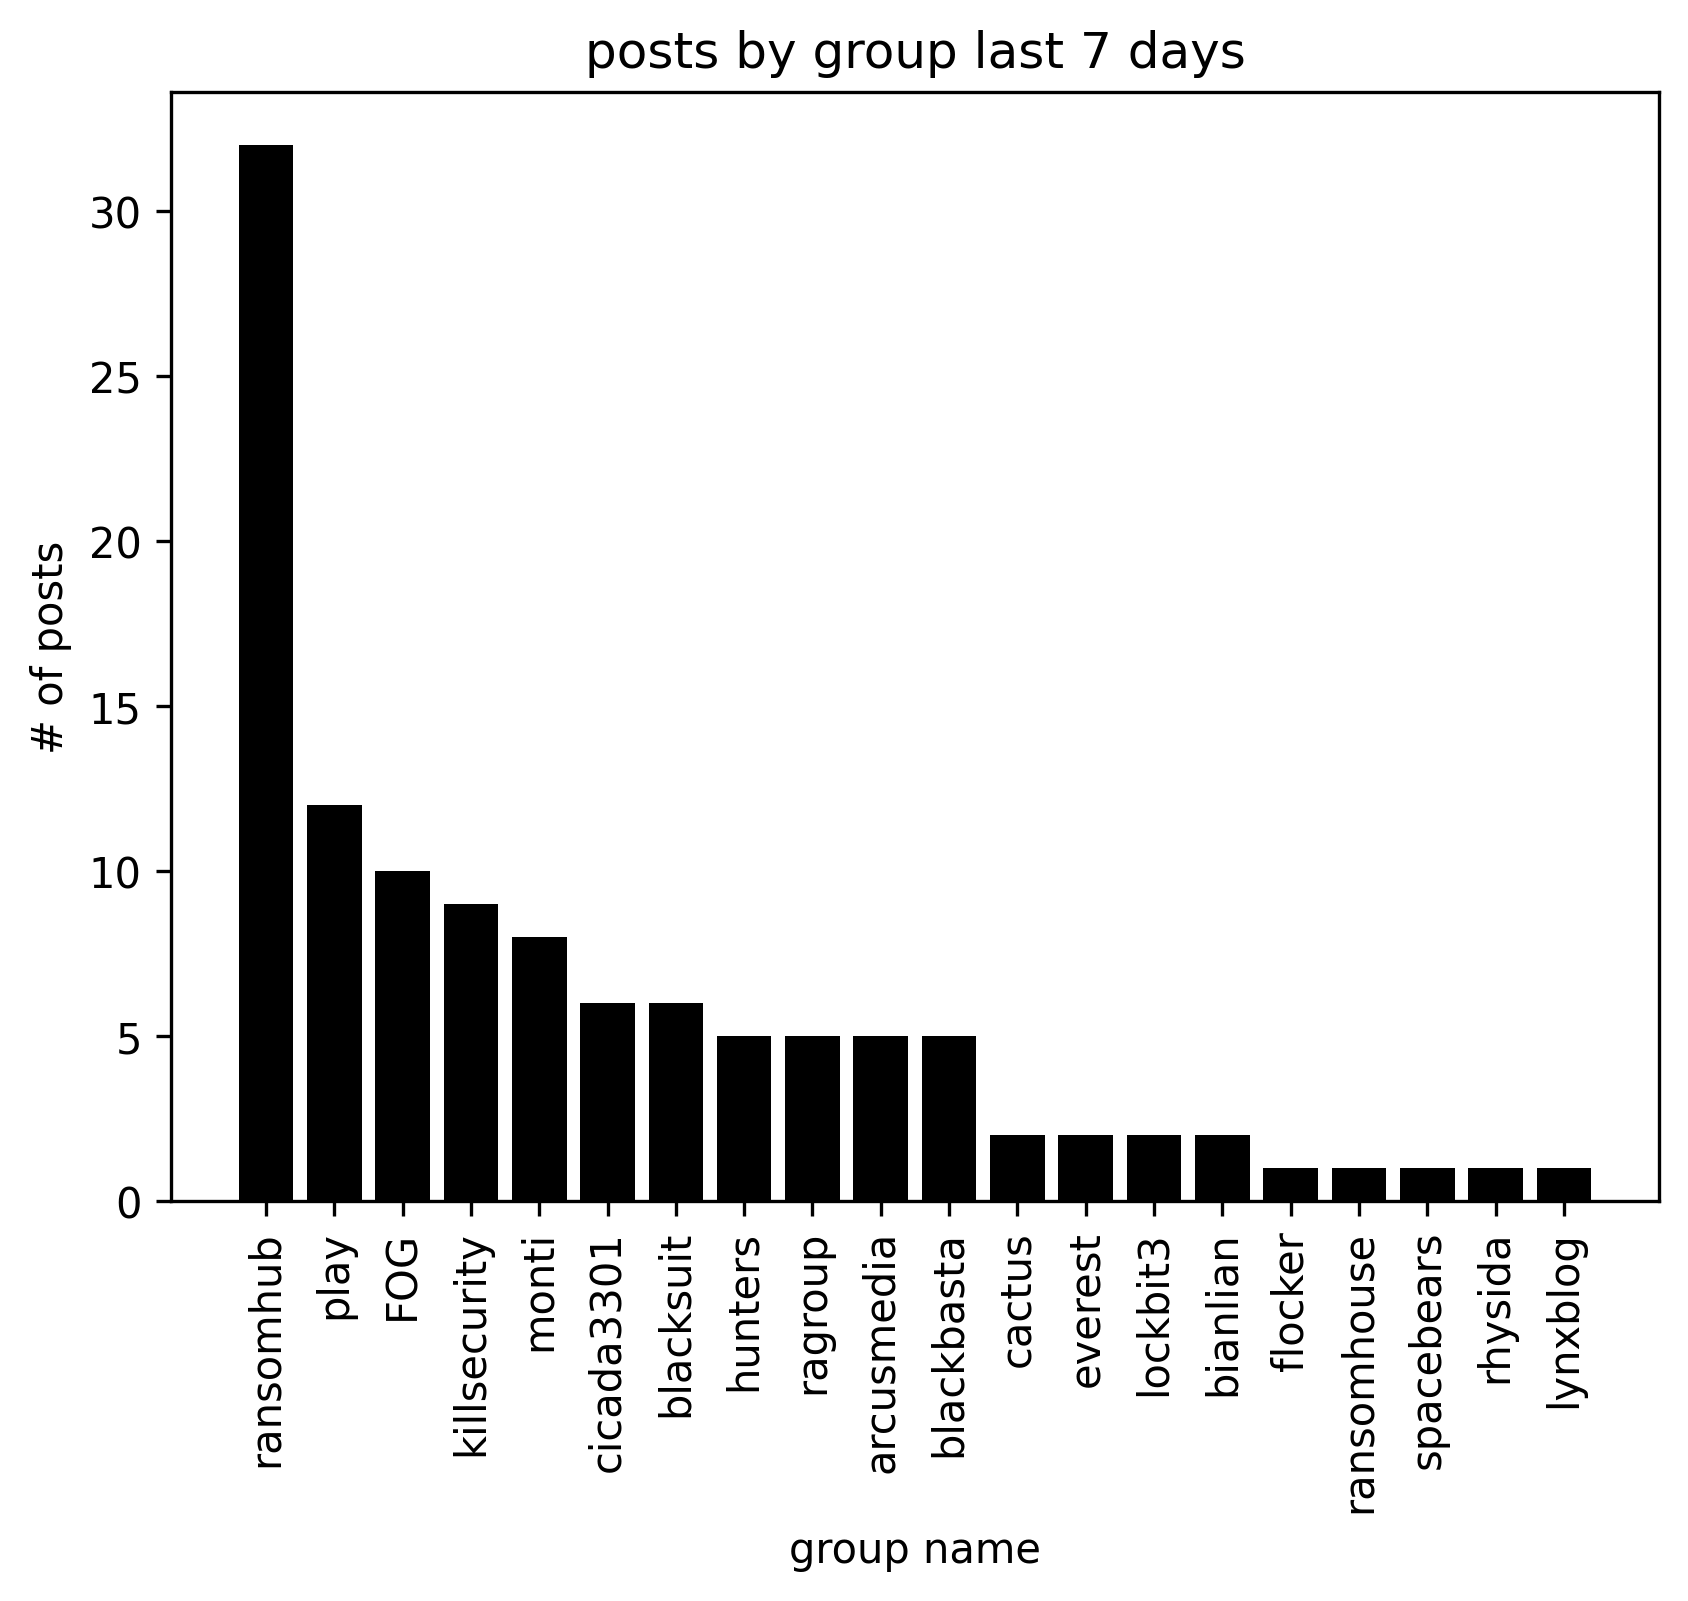 posts by group last 7 days
# of posts
30
25
20
15
10
5
0
ransomhub
play
FOG
killsecurity
monti
cicada3301
blacksuit
hunters
ragroup
arcusmedia
blackbasta
cactus
everest
lockbit3
bianlian
flocker
ransomhouse
spacebears
rhysida
lynxblog
group name